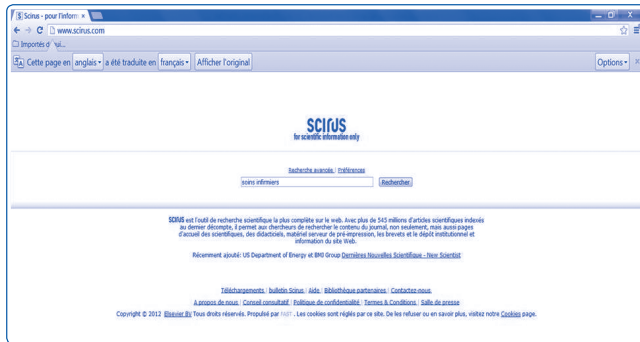 Scirus - pour l'inform
www.scirus.com
Importés d
Cette page en anglais a été traduite en français Afficher l'original Options
SCIRUS
for scientific information only
Recherche avancée | Préférences
soins infirmiers Rechercher
SCIRUS est l'outil de recherche scientifique la plus complète sur le web. Avec plus de 545 millions d'articles scientifiques indexés
au dernier décompte, il permet aux chercheurs de rechercher le contenu du journal, non seulement, mais aussi pages
d'accueil des scientifiques, des didacticiels, matériel serveur de pré-impression, les brevets et le dépôt institutionnel et
information du site Web.
Récemment ajouté: US Department of Energy et BMJ Group Dernières Nouvelles Scientifique - New Scientist
Téléchargements | bulletin Scirus | Aide | Bibliothèque partenaires | Contactez-nous
A propos de nous | Conseil consultatif | Politique de confidentialité | Termes & Conditions | Salle de presse
Copyright © 2012 Elsevier BV Tous droits réservés. Propulsé par FAST . Les cookies sont réglés par ce site. De les refuser ou en savoir plus, visitez notre Cookies page.